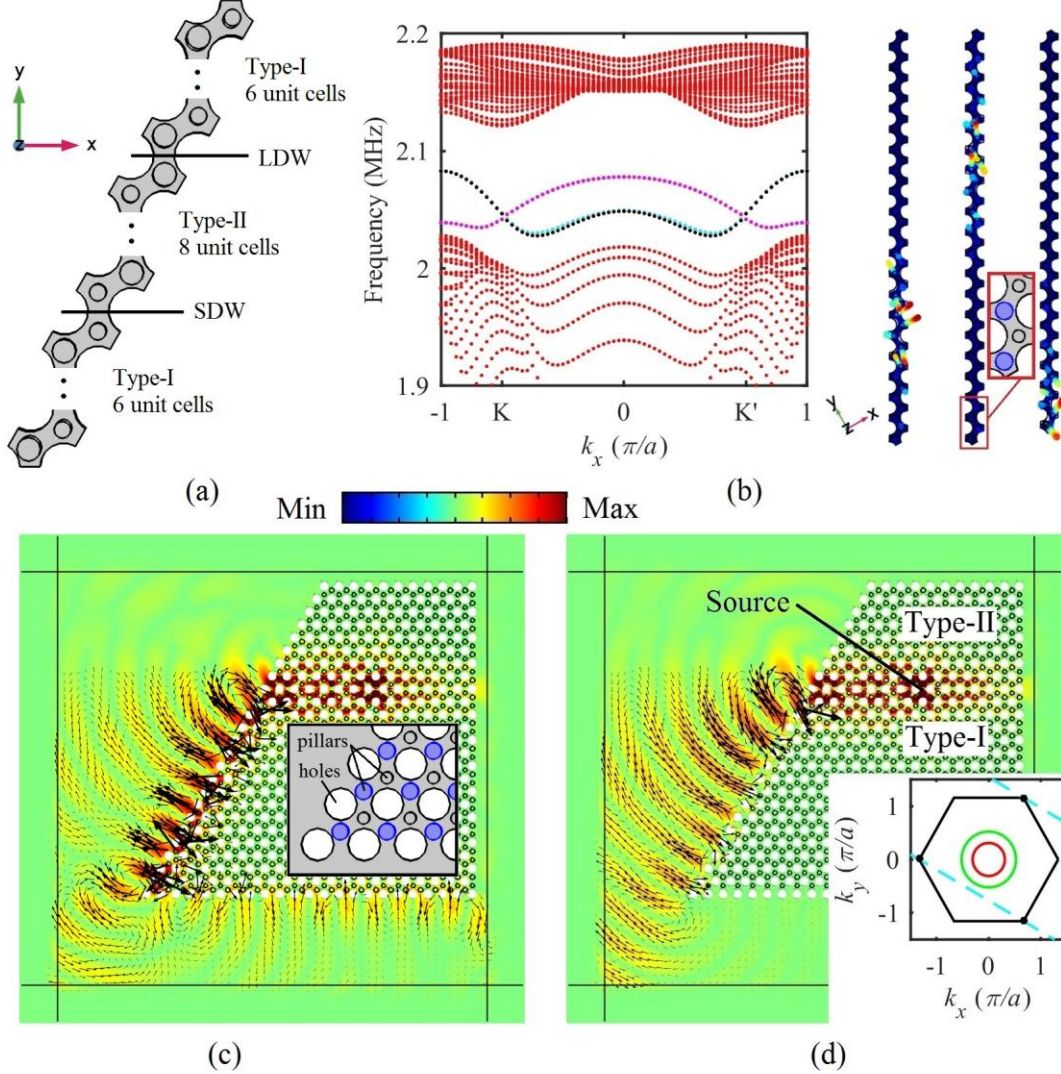 y
z
x
Type-I
6 unit cells
LDW
Type-II
8 unit cells
SDW
Type-I
6 unit cells
(a)
Frequency (MHz)
2.2
2.1
2
1.9
-1
K
0
K'
1
k_x (π/a)
y
z
x
(b)
Min
Max
pillars
holes
(c)
Source
Type-II
Type-I
k_y (π/a)
1
0
-1
-1
0
1
k_x (π/a)
(d)